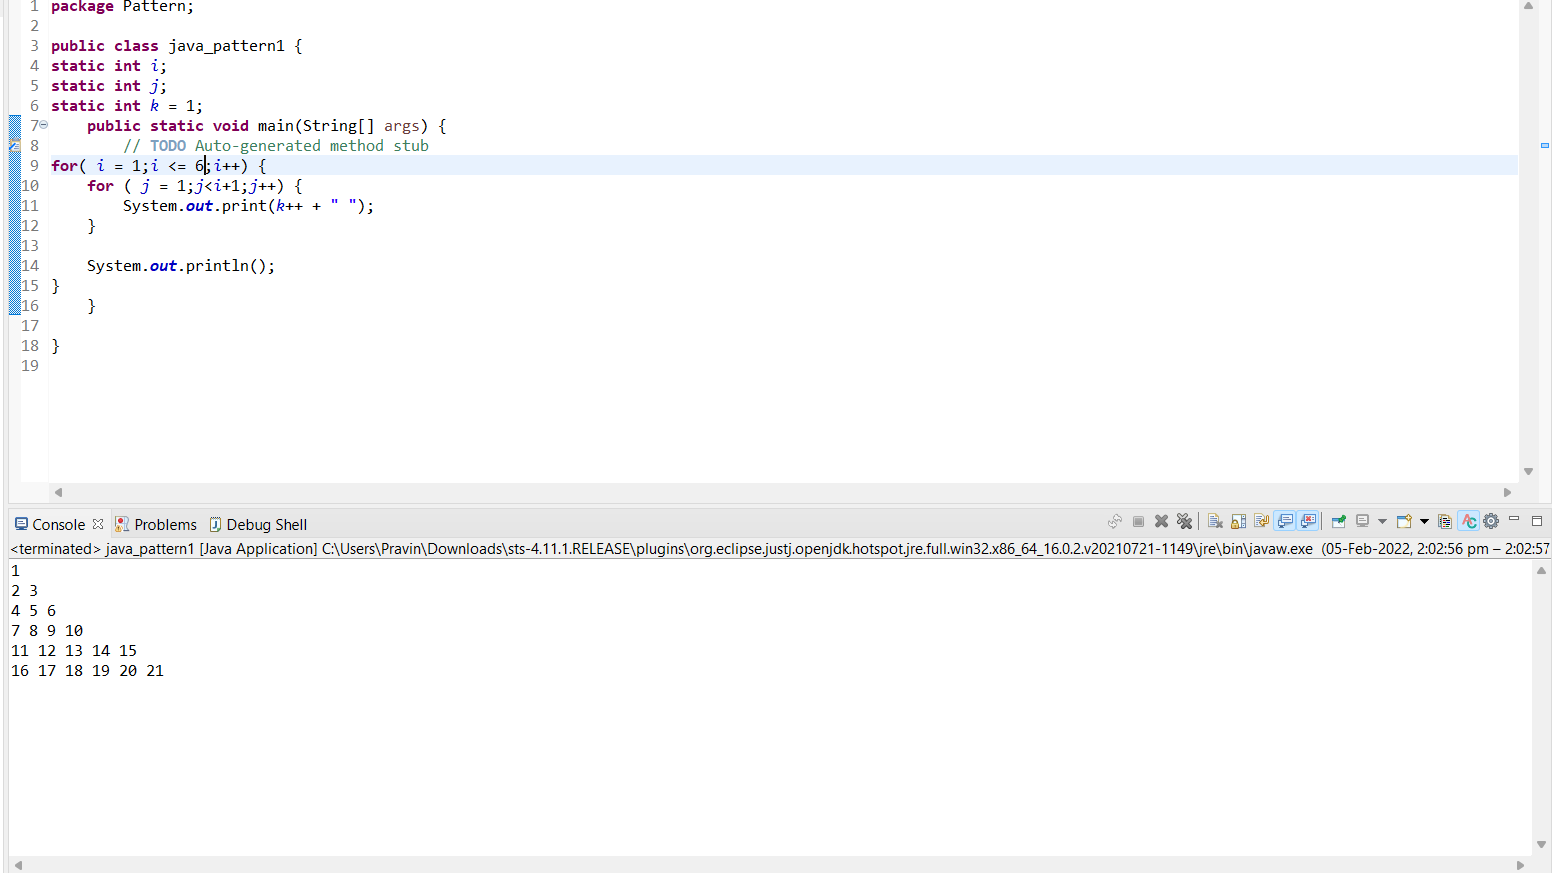 1 package Pattern;
2
3 public class java_pattern1 {
4 static int i;
5 static int j;
6 static int k = 1;
7 public static void main(String[] args) {
8 // TODO Auto-generated method stub
9 for( i = 1;i <= 6;i++) {
10 for ( j = 1;j<i+1;j++) {
11 System.out.print(k++ + " ");
12 }
13
14 System.out.println();
15 }
16 }
17
18 }
19
Console Problems Debug Shell
<terminated> java_pattern1 [Java Application] C:\Users\Pravin\Downloads\sts-4.11.1.RELEASE\plugins\org.eclipse.justj.openjdk.hotspot.jre.full.win32.x86_64_16.0.2.v20210721-1149\jre\bin\javaw.exe (05-Feb-2022, 2:02:56 pm – 2:02:57
1
2 3
4 5 6
7 8 9 10
11 12 13 14 15
16 17 18 19 20 21